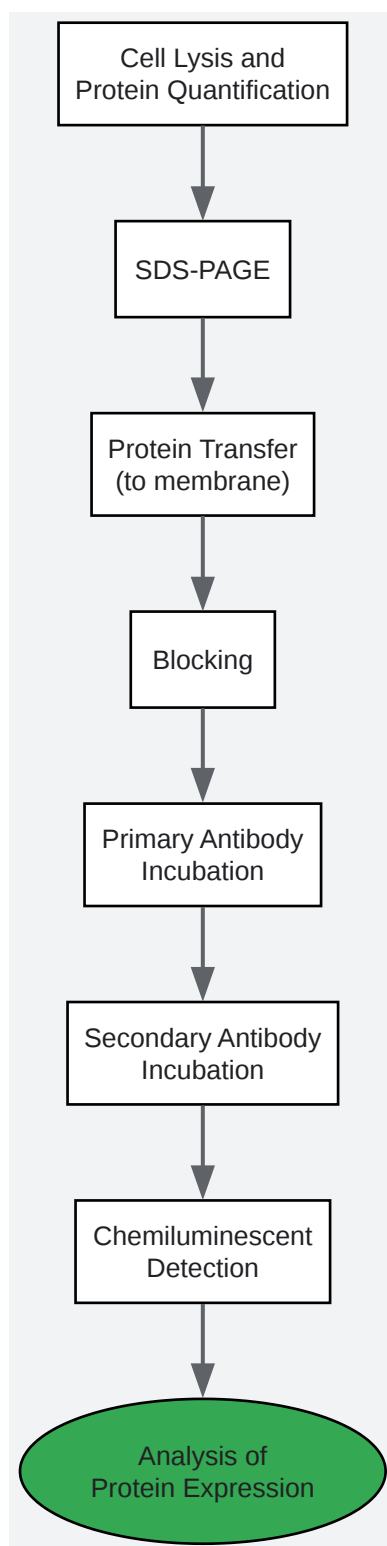 Cell Lysis and
Protein Quantification
SDS-PAGE
Protein Transfer
(to membrane)
Blocking
Primary Antibody
Incubation
Secondary Antibody
Incubation
Chemiluminescent
Detection
Analysis of
Protein Expression